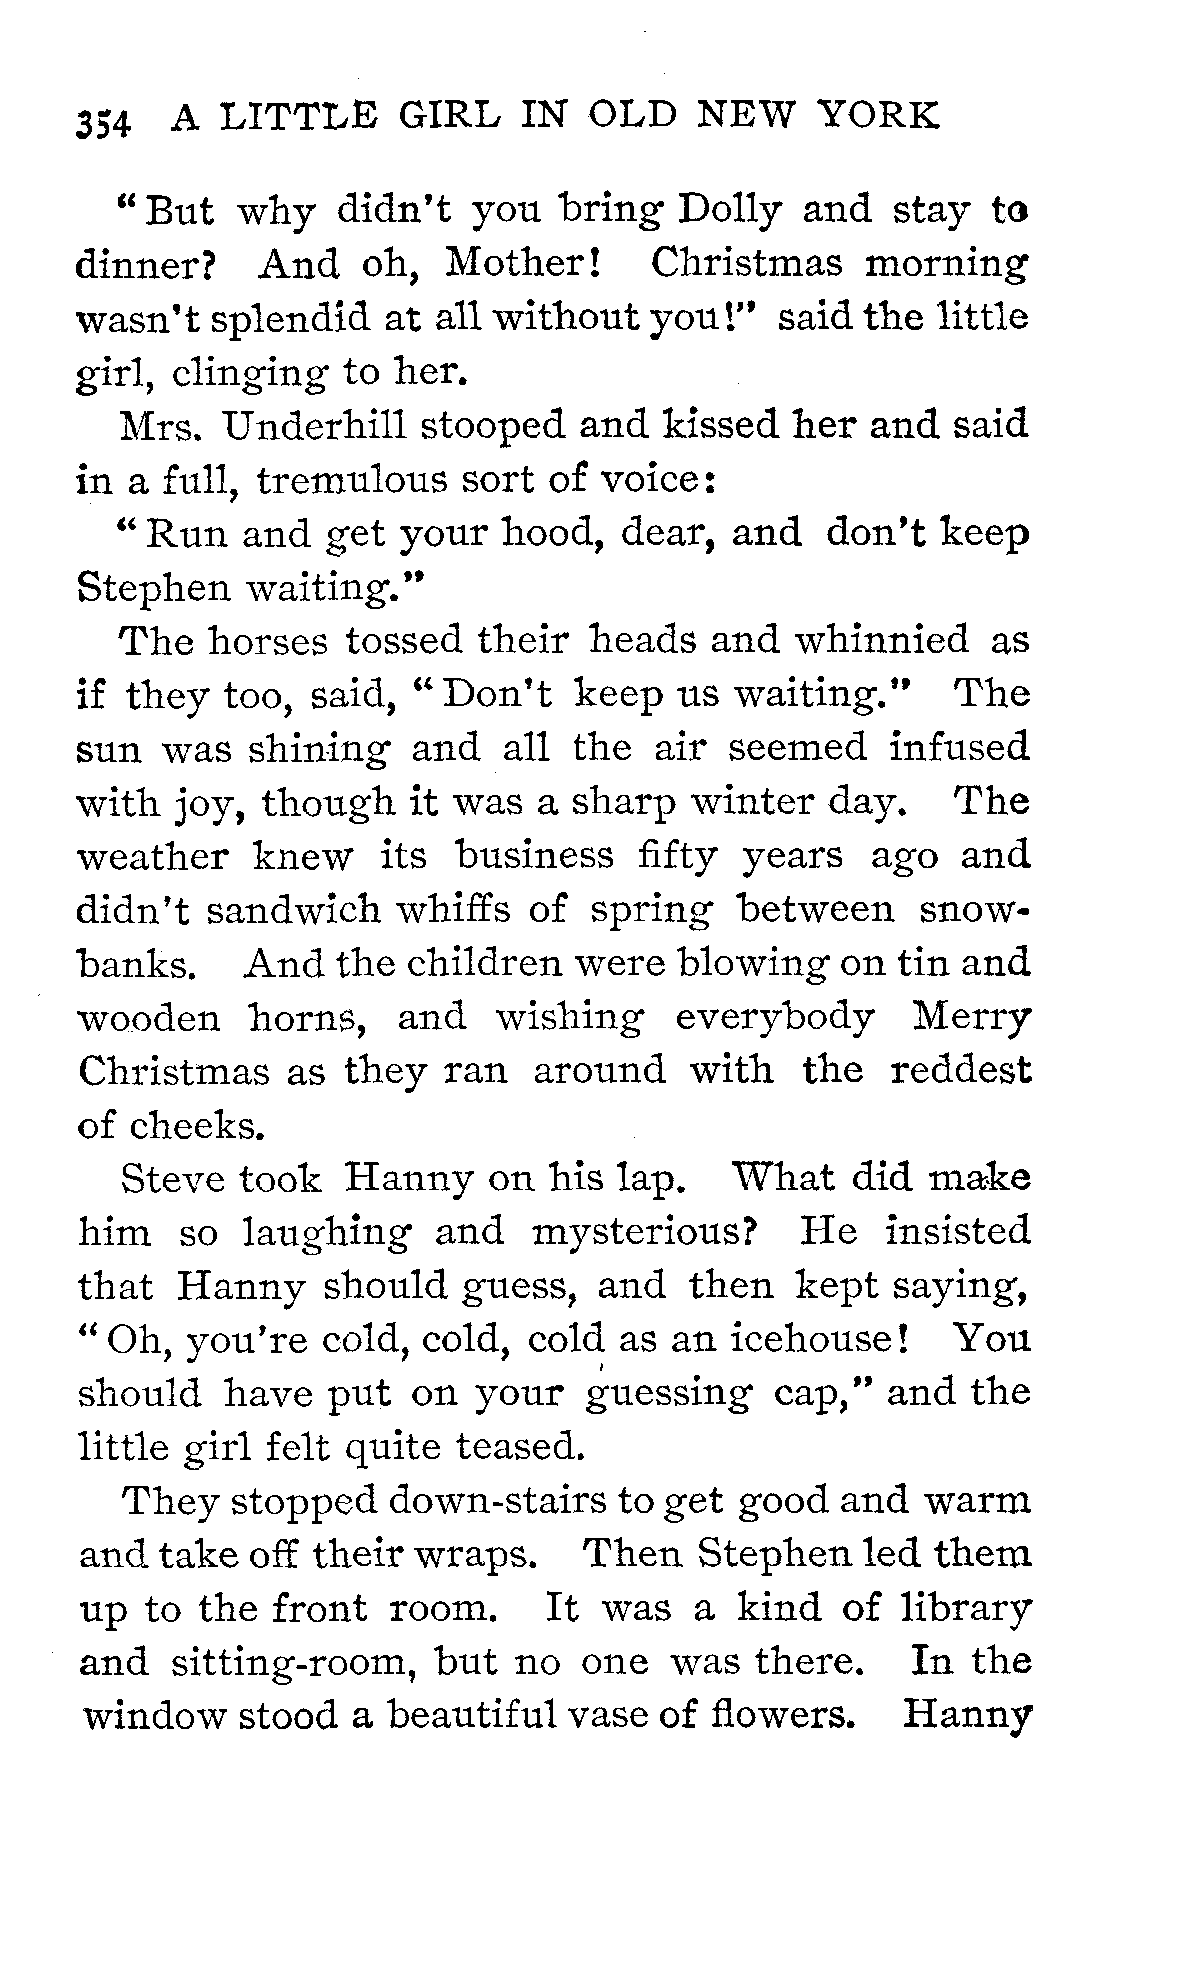 354 A LITTLE GIRL IN OLD NEW YORK
"But why didn't you bring Dolly and stay to
dinner? And oh, Mother! Christmas morning
wasn't splendid at all without you!" said the little
girl, clinging to her.
Mrs. Underhill stooped and kissed her and said
in a full, tremulous sort of voice:
"Run and get your hood, dear, and don't keep
Stephen waiting."
The horses tossed their heads and whinnied as
if they too, said, "Don't keep us waiting." The
sun was shining and all the air seemed infused
with joy, though it was a sharp winter day. The
weather knew its business fifty years ago and
didn't sandwich whiffs of spring between snow-
banks. And the children were blowing on tin and
wooden horns, and wishing everybody Merry
Christmas as they ran around with the reddest
of cheeks.
Steve took Hanny on his lap. What did make
him so laughing and mysterious? He insisted
that Hanny should guess, and then kept saying,
"Oh, you're cold, cold, cold as an icehouse! You
should have put on your guessing cap," and the
little girl felt quite teased.
They stopped down-stairs to get good and warm
and take off their wraps. Then Stephen led them
up to the front room. It was a kind of library
and sitting-room, but no one was there. In the
window stood a beautiful vase of flowers. Hanny